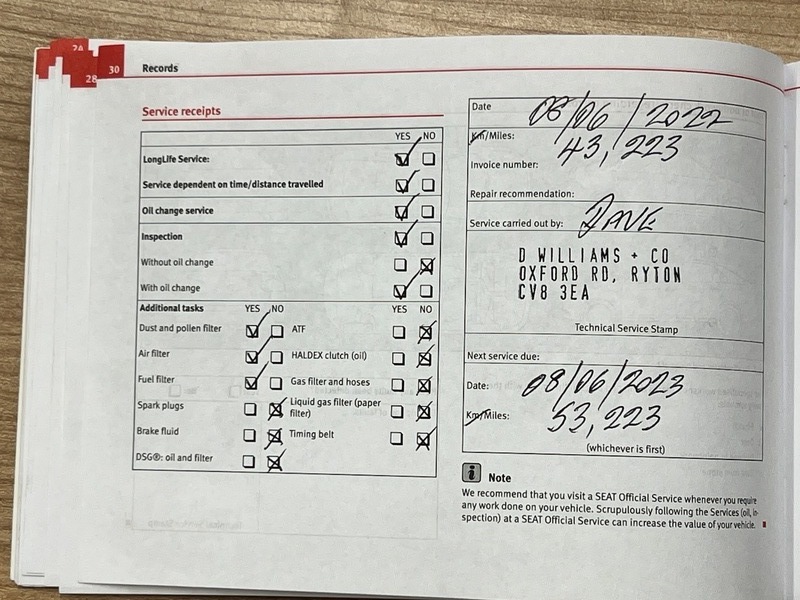 2A
28
30
Records
Service receipts
YES NO
LongLife Service:
Service dependent on time/distance travelled
Oil change service
Inspection
Without oil change
With oil change
Additional tasks YES NO YES NO
Dust and pollen filter ATF
Air filter HALDEX clutch (oil)
Fuel filter Gas filter and hoses
Spark plugs Liquid gas filter (paper
filter)
Brake fluid Timing belt
DSG®: oil and filter
Date 08/06/2022
Km/Miles: 43,223
Invoice number:
Repair recommendation:
Service carried out by: DAVE
D WILLIAMS + CO
OXFORD RD, RYTON
CV8 3EA
Technical Service Stamp
Next service due:
Date: 08/06/2023
Km/Miles: 53,223
(whichever is first)
i Note
We recommend that you visit a SEAT Official Service whenever you require
any work done on your vehicle. Scrupulously following the Services (oil, in-
spection) at a SEAT Official Service can increase the value of your vehicle.